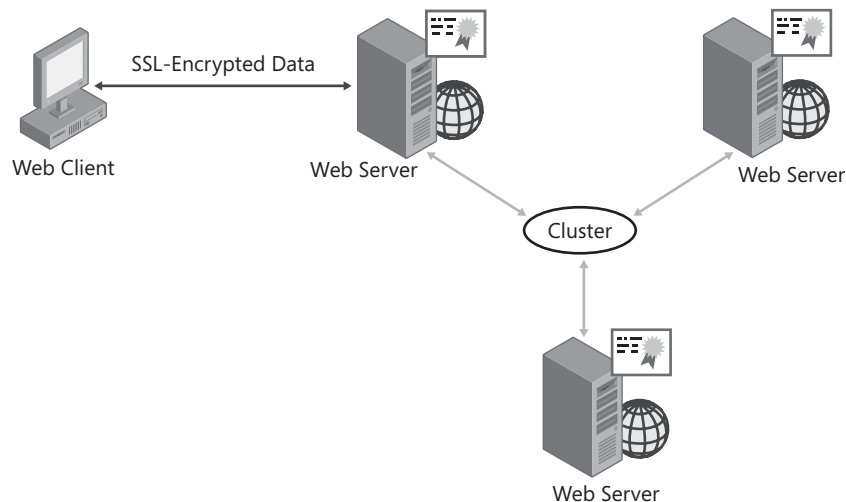 SSL-Encrypted Data
Web Client
Web Server
Web Server
Cluster
Web Server